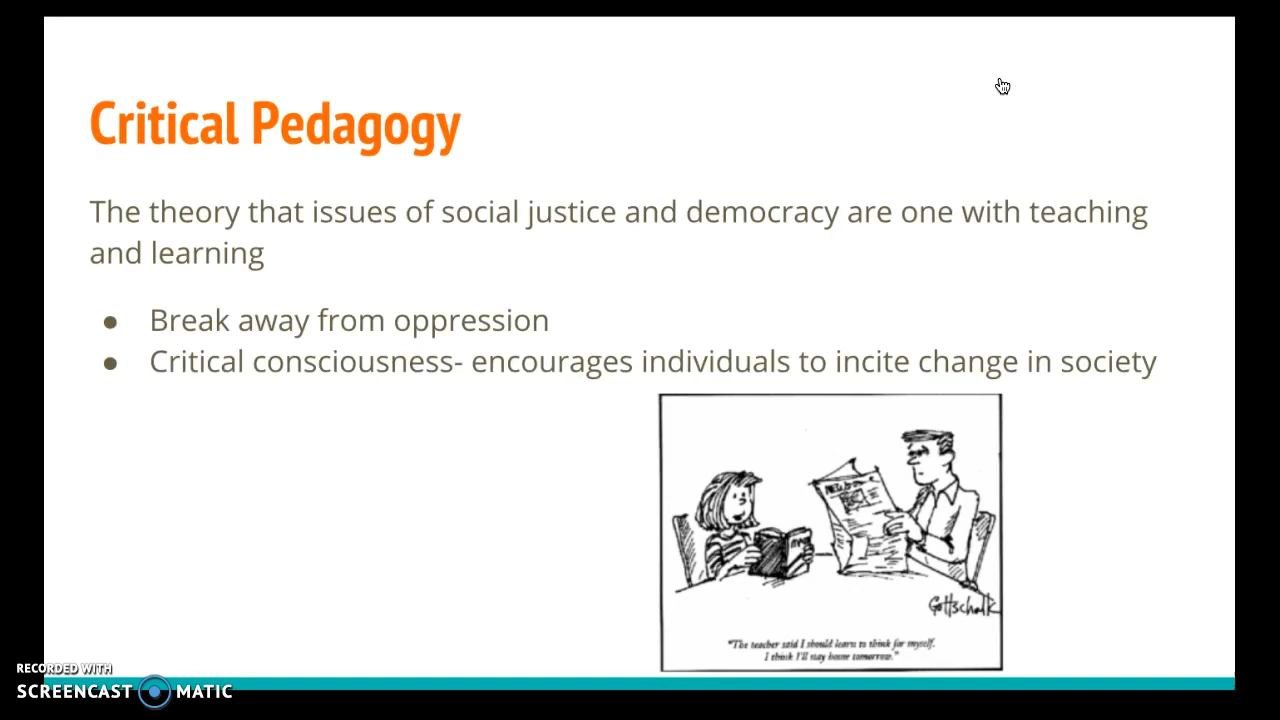 Critical Pedagogy
The theory that issues of social justice and democracy are one with teaching
and learning
● Break away from oppression
● Critical consciousness- encourages individuals to incite change in society
Gottschalk
"The teacher said I should learn to think for myself.
I think I'll stay home tomorrow."
RECORDED WITH
SCREENCAST MATIC